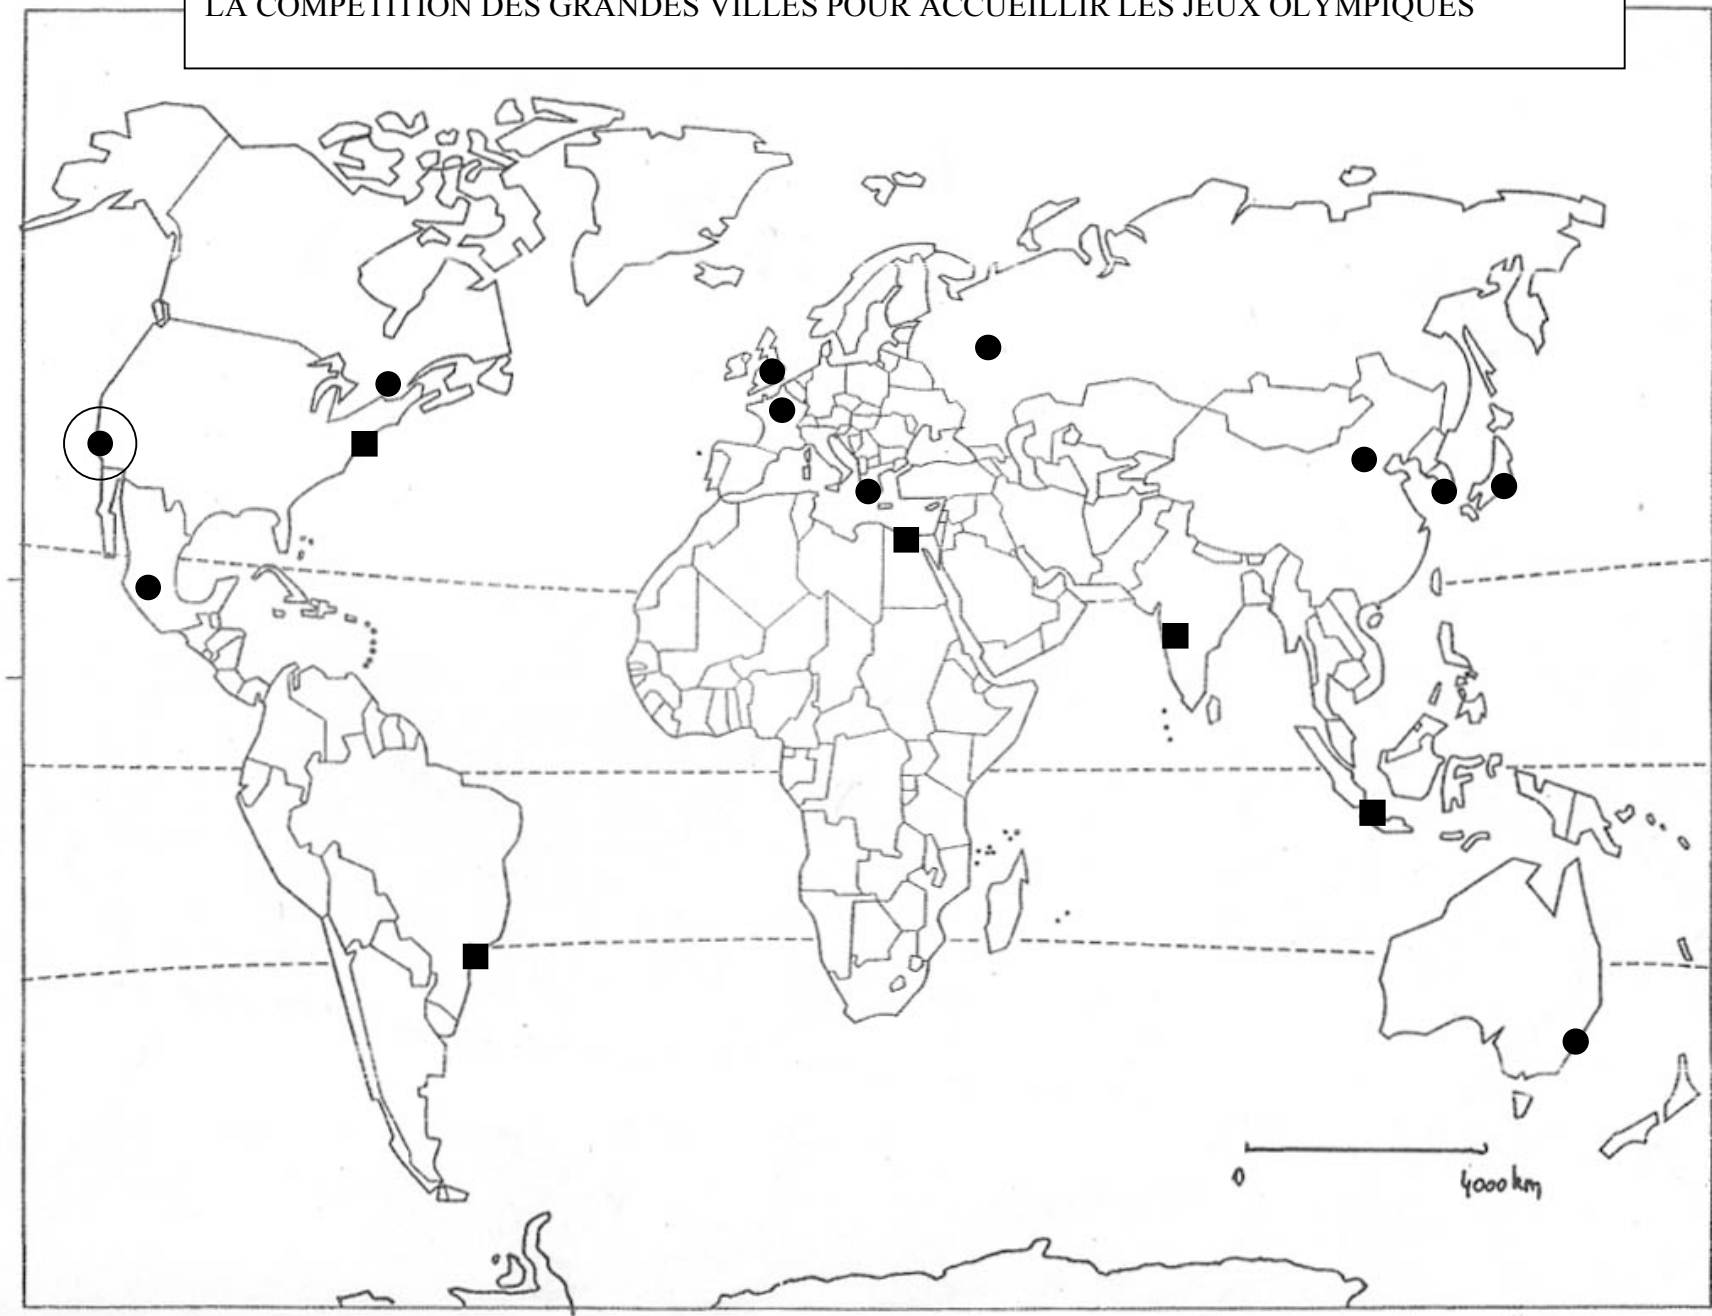 LA COMPETITION DES GRANDES VILLES POUR ACCUEILLIR LES JEUX OLYMPIQUES
0 4000 km